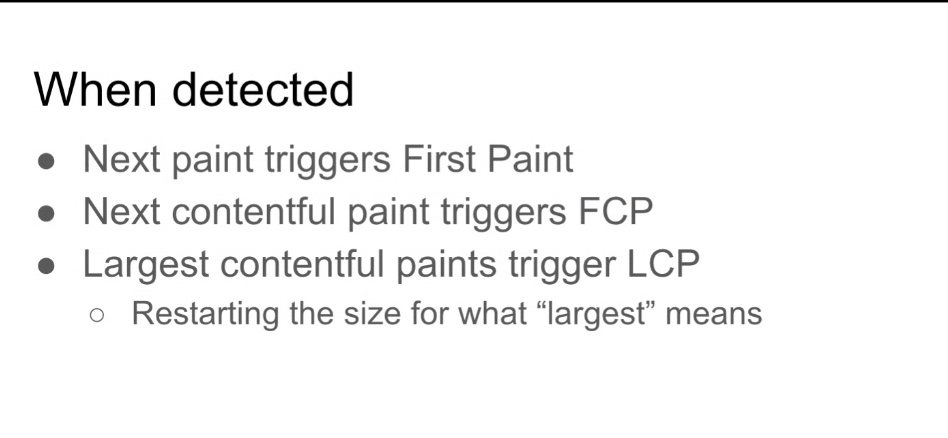 When detected
● Next paint triggers First Paint
● Next contentful paint triggers FCP
● Largest contentful paints trigger LCP
○ Restarting the size for what “largest” means